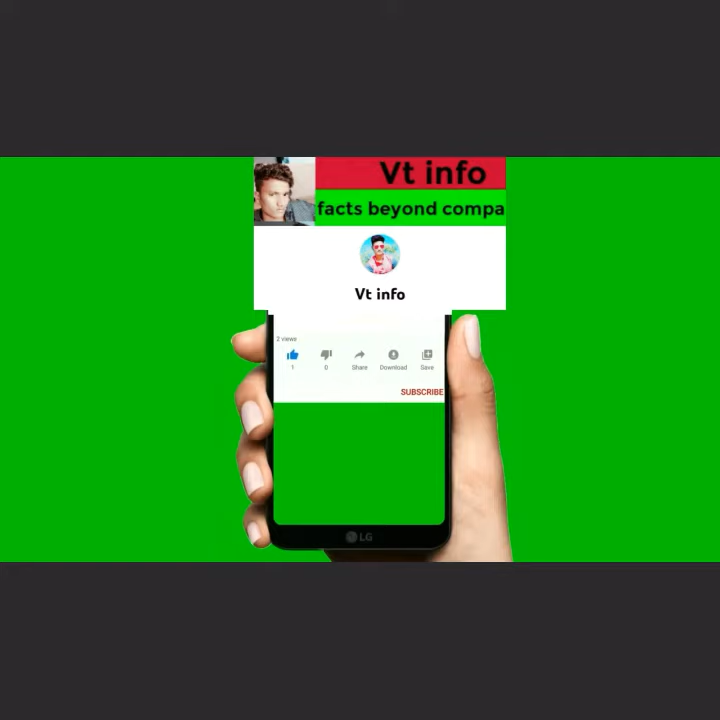 Vt info
facts beyond compa
Vt info
2 views
1
0
Share
Download
Save
SUBSCRIBE
LG